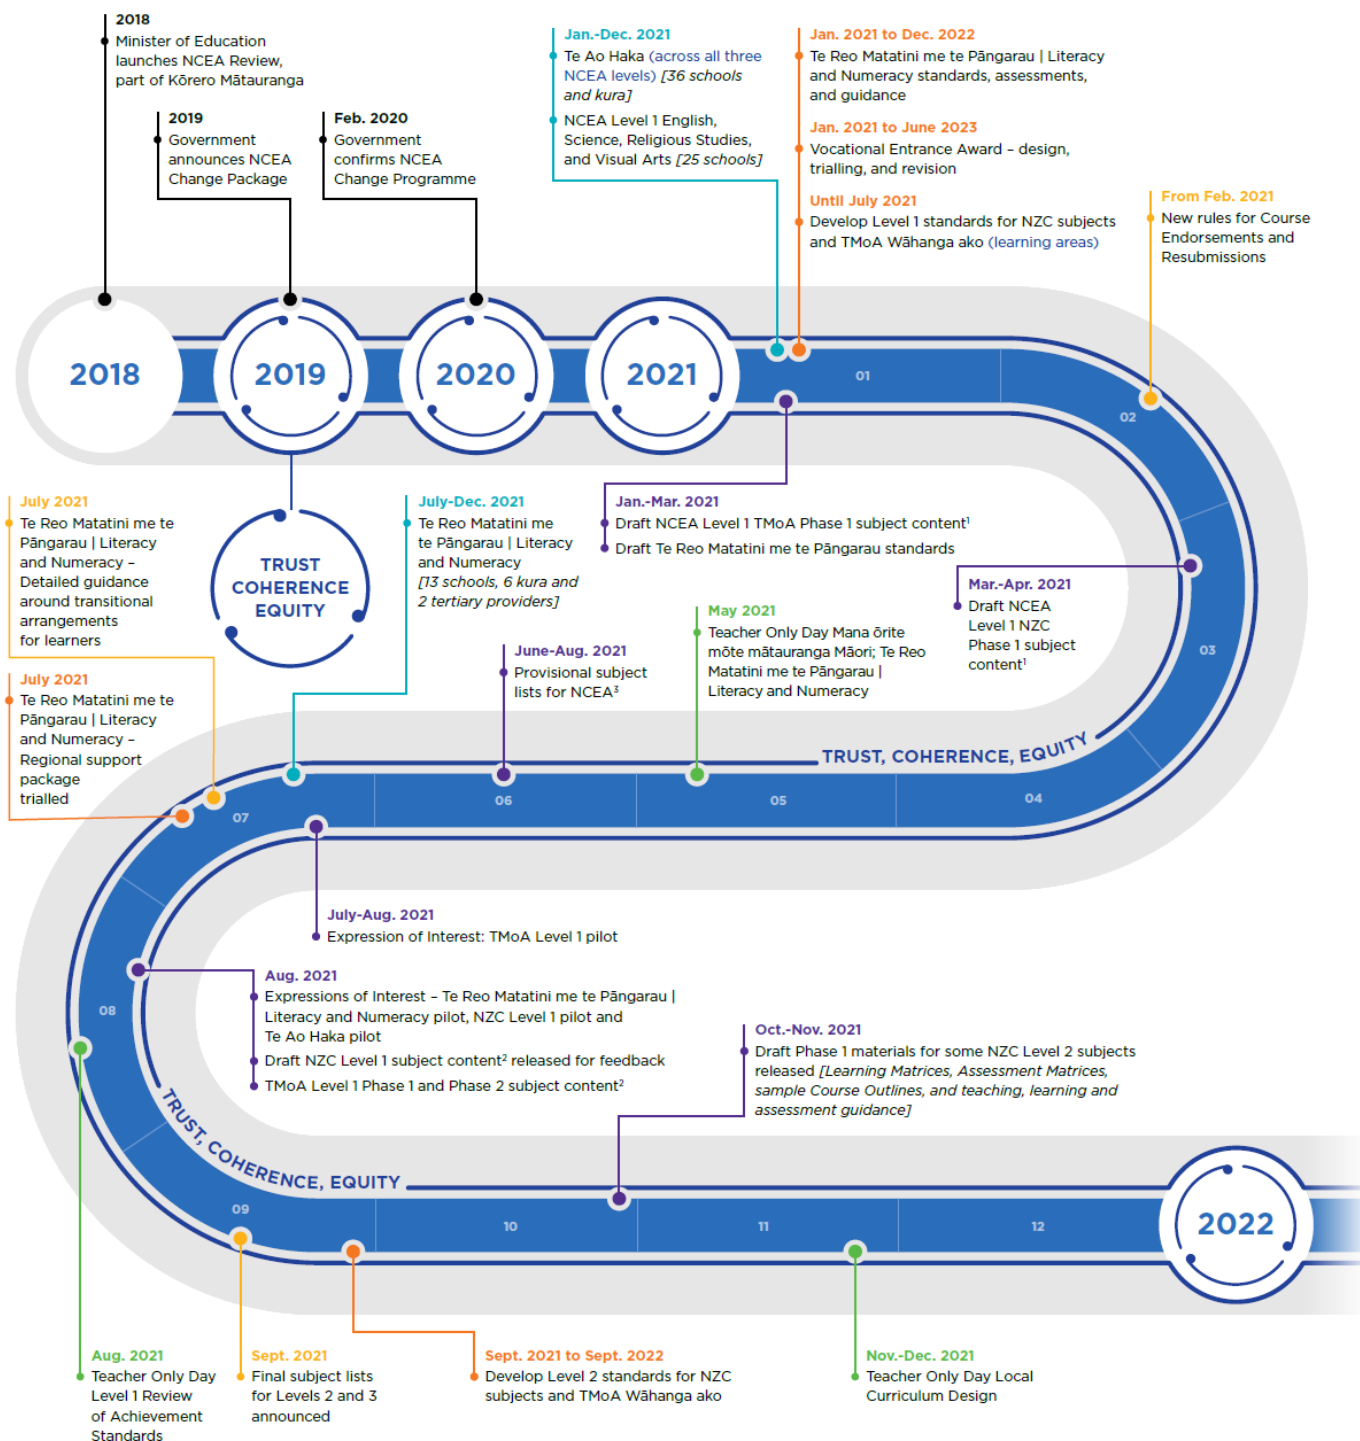 2018
Minister of Education
launches NCEA Review,
part of Kōrero Mātauranga
2019
Government
announces NCEA
Change Package
Feb. 2020
Government
confirms NCEA
Change Programme
Jan.-Dec. 2021
Te Ao Haka (across all three
NCEA levels) [36 schools
and kura]
NCEA Level 1 English,
Science, Religious Studies,
and Visual Arts [25 schools]
Jan. 2021 to Dec. 2022
Te Reo Matatini me te Pāngarau | Literacy
and Numeracy standards, assessments,
and guidance
Jan. 2021 to June 2023
Vocational Entrance Award – design,
trialling, and revision
Until July 2021
Develop Level 1 standards for NZC subjects
and TMoA Wāhanga ako (learning areas)
From Feb. 2021
New rules for Course
Endorsements and
Resubmissions
2018
2019
2020
2021
01
02
July 2021
Te Reo Matatini me te
Pāngarau | Literacy
and Numeracy –
Detailed guidance
around transitional
arrangements
for learners
TRUST
COHERENCE
EQUITY
July-Dec. 2021
Te Reo Matatini me
te Pāngarau | Literacy
and Numeracy
[13 schools, 6 kura and
2 tertiary providers]
Jan.-Mar. 2021
Draft NCEA Level 1 TMoA Phase 1 subject content¹
Draft Te Reo Matatini me te Pāngarau standards
Mar.-Apr. 2021
Draft NCEA
Level 1 NZC
Phase 1 subject
content¹
03
May 2021
Teacher Only Day Mana ōrite
mōte mātauranga Māori; Te Reo
Matatini me te Pāngarau |
Literacy and Numeracy
June-Aug. 2021
Provisional subject
lists for NCEA³
July 2021
Te Reo Matatini me te
Pāngarau | Literacy
and Numeracy –
Regional support
package
trialled
TRUST, COHERENCE, EQUITY
07
06
05
04
July-Aug. 2021
Expression of Interest: TMoA Level 1 pilot
Aug. 2021
Expressions of Interest – Te Reo Matatini me te Pāngarau |
Literacy and Numeracy pilot, NZC Level 1 pilot and
Te Ao Haka pilot
Draft NZC Level 1 subject content² released for feedback
TMoA Level 1 Phase 1 and Phase 2 subject content²
08
Oct.-Nov. 2021
Draft Phase 1 materials for some NZC Level 2 subjects
released [Learning Matrices, Assessment Matrices,
sample Course Outlines, and teaching, learning and
assessment guidance]
TRUST, COHERENCE, EQUITY
09
10
11
12
2022
Aug. 2021
Teacher Only Day
Level 1 Review
of Achievement
Standards
Sept. 2021
Final subject lists
for Levels 2 and 3
announced
Sept. 2021 to Sept. 2022
Develop Level 2 standards for NZC
subjects and TMoA Wāhanga ako
Nov.-Dec. 2021
Teacher Only Day Local
Curriculum Design